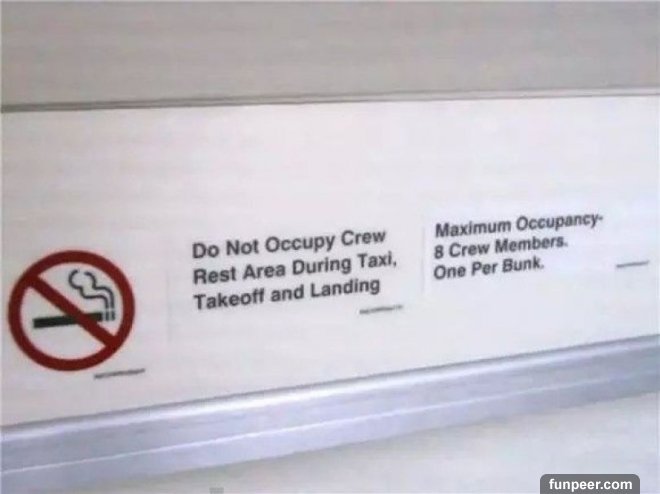 Do Not Occupy Crew
Rest Area During Taxi,
Takeoff and Landing
Maximum Occupancy-
8 Crew Members.
One Per Bunk.
funpeer.com